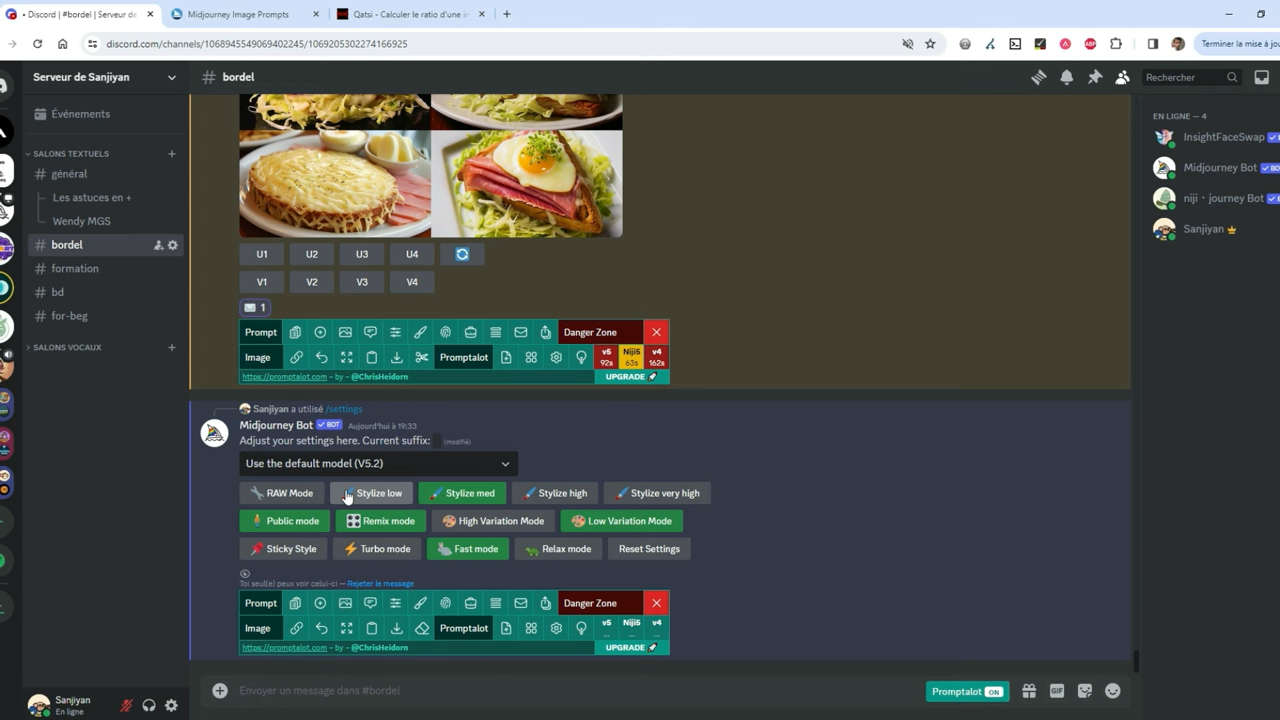 Discord | #bordel | Serveur de
Midjourney Image Prompts
Qatsi - Calculer le ratio d'une in
discord.com/channels/1068945549069402245/1069205302274166925
ABP
Terminer la mise à jou
Serveur de Sanjiyan
# bordel
Rechercher
Événements
SALONS TEXTUELS
# général
Les astuces en +
Wendy MGS
# bordel
# formation
# bd
# for-beg
SALONS VOCAUX
EN LIGNE — 4
InsightFaceSwap
Midjourney Bot
niji・journey Bot
Sanjiyan
U1 U2 U3 U4
V1 V2 V3 V4
1
Prompt Danger Zone
Image Promptalot v5 92s Niji5 63s v4 162s
https://promptalot.com – by – @ChrisHeidorn UPGRADE
Sanjiyan a utilisé /settings
Midjourney Bot BOT Aujourd'hui à 19:33
Adjust your settings here. Current suffix: (modifié)
Use the default model (V5.2)
RAW Mode Stylize low Stylize med Stylize high Stylize very high
Public mode Remix mode High Variation Mode Low Variation Mode
Sticky Style Turbo mode Fast mode Relax mode Reset Settings
Toi seul(e) peux voir celui-ci — Rejeter le message
Prompt Danger Zone
Image Promptalot v5 ... Niji5 ... v4 ...
https://promptalot.com – by – @ChrisHeidorn UPGRADE
Envoyer un message dans #bordel
Promptalot ON
GIF
Sanjiyan
En ligne